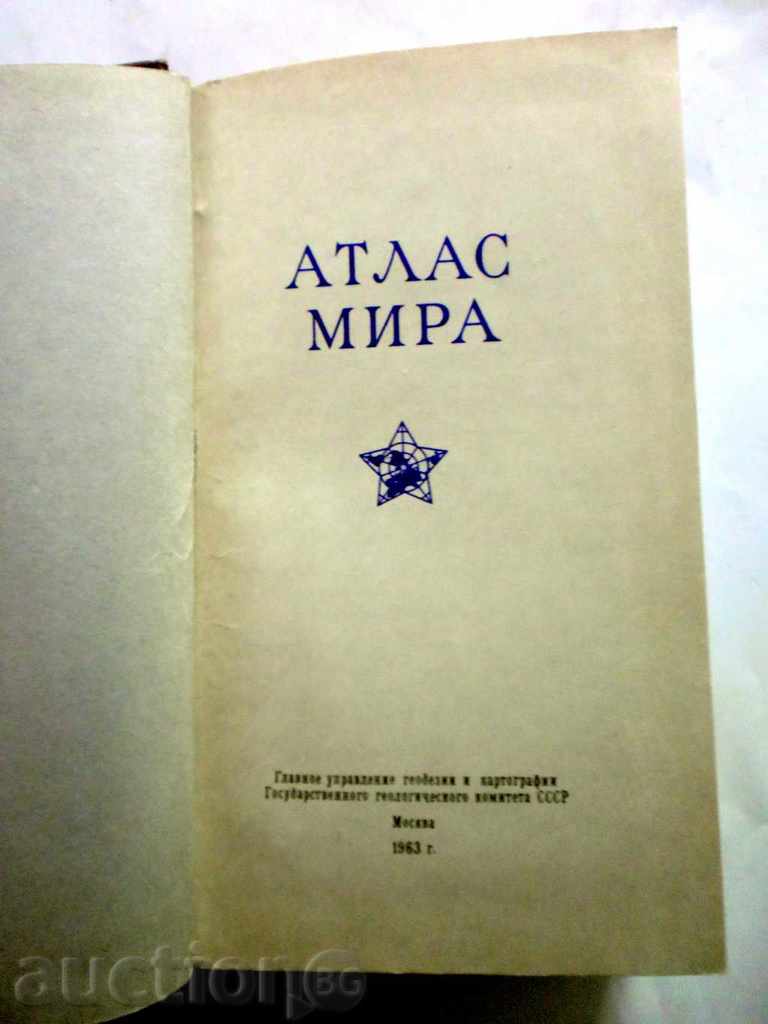 АТЛАС
МИРА
Главное управление геодезии и картографии
Государственного геологического комитета СССР
Москва
1963 г.
auction BG